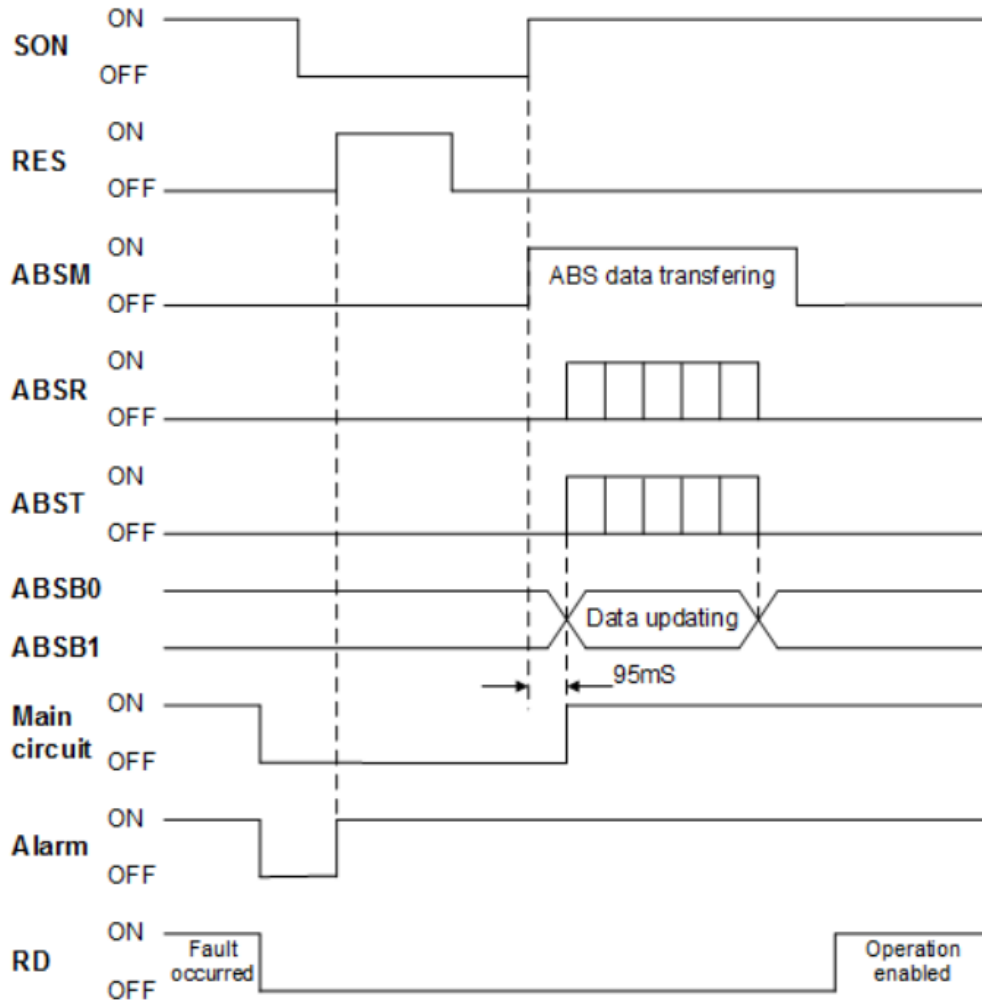 ON
SON
OFF
ON
RES
OFF
ON
ABSM
ABS data transfering
OFF
ON
ABSR
OFF
ON
ABST
OFF
ABSB0
Data updating
ABSB1
95mS
ON
Main
circuit
OFF
ON
Alarm
OFF
ON
RD
Fault
occurred
Operation
enabled
OFF